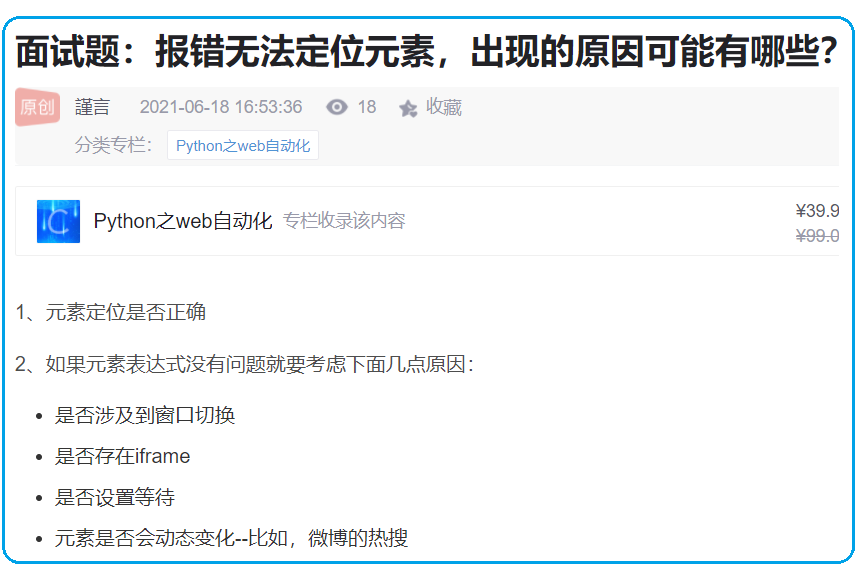 面试题：报错无法定位元素，出现的原因可能有哪些？
原创 謹言 2021-06-18 16:53:36 18 收藏
分类专栏： Python之web自动化
Python之web自动化 专栏收录该内容 ¥39.9
¥99.0
1、元素定位是否正确
2、如果元素表达式没有问题就要考虑下面几点原因：
• 是否涉及到窗口切换
• 是否存在iframe
• 是否设置等待
• 元素是否会动态变化--比如，微博的热搜